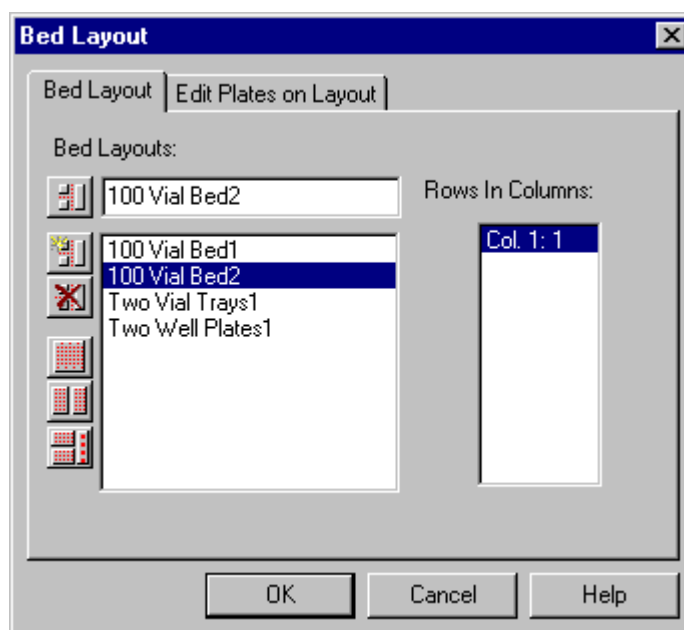 Bed Layout
Bed Layout Edit Plates on Layout
Bed Layouts:
100 Vial Bed2
Rows In Columns:
100 Vial Bed1
100 Vial Bed2
Two Vial Trays1
Two Well Plates1
Col. 1: 1
OK Cancel Help